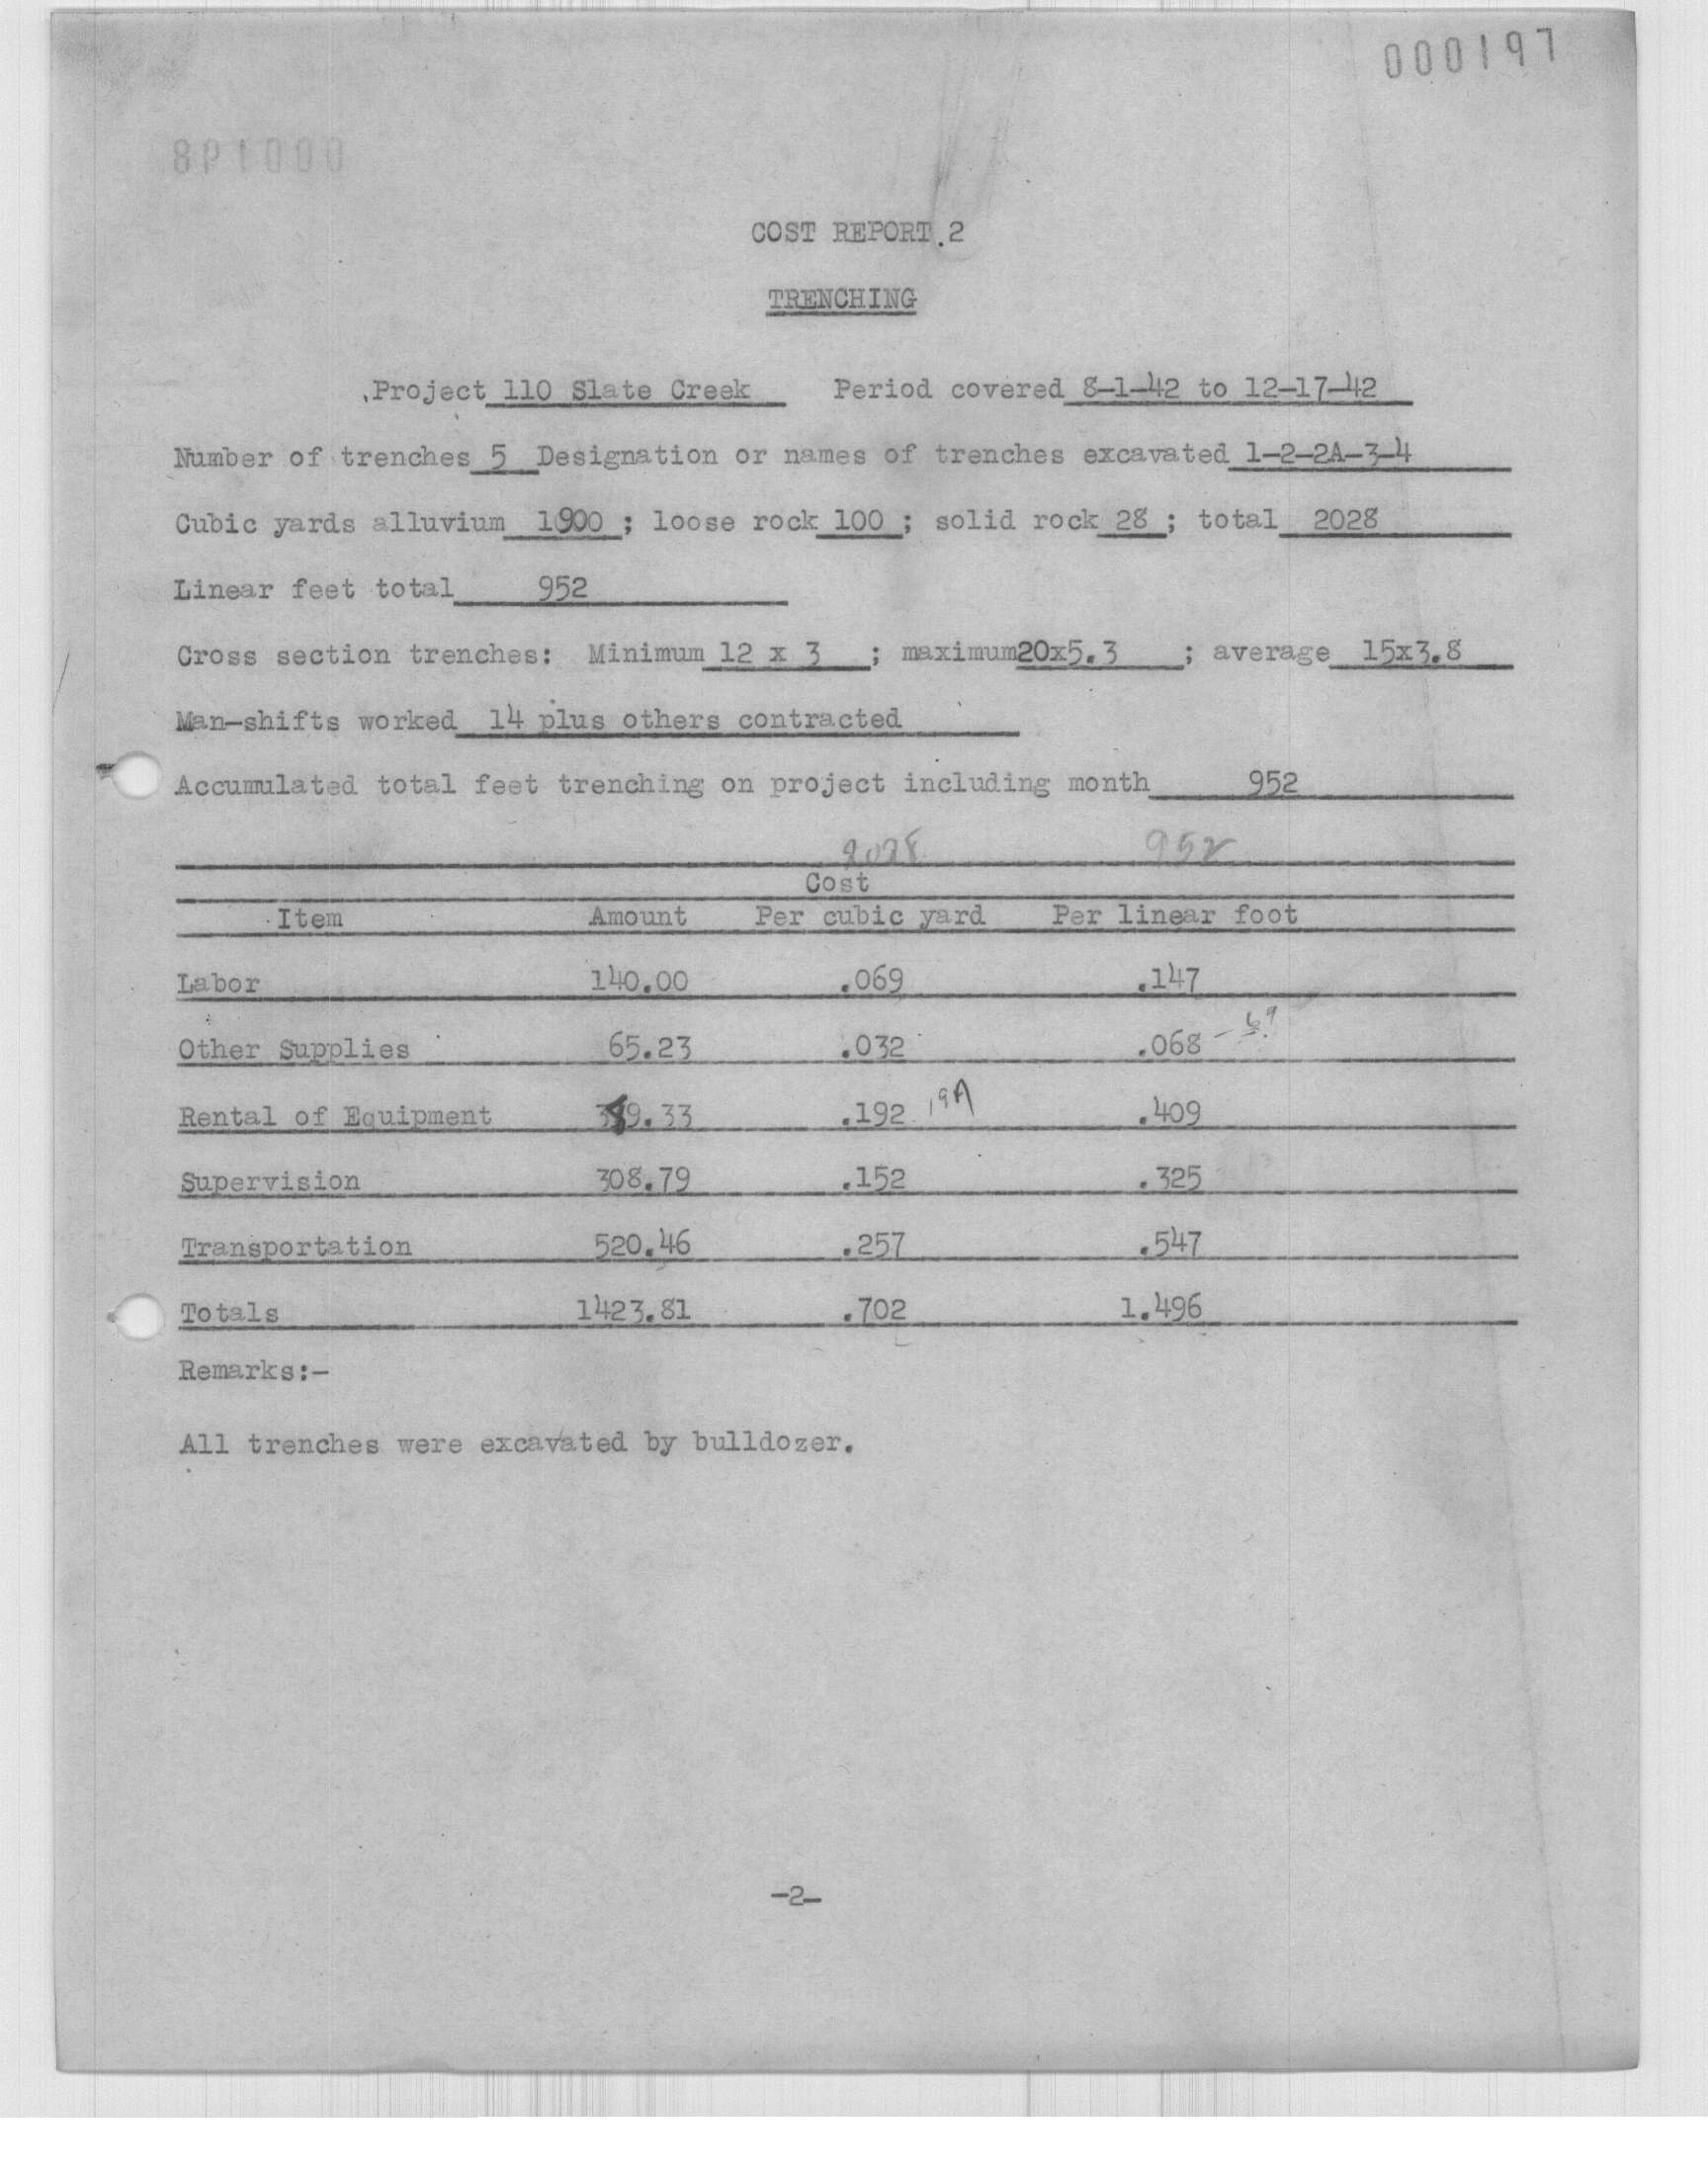 000197
000198
COST REPORT.2
TRENCHING
Project 110 Slate Creek Period covered 8-1-42 to 12-17-42
Number of trenches 5 Designation or names of trenches excavated 1-2-2A-3-4
Cubic yards alluvium 1900 ; loose rock 100 ; solid rock 28 ; total 2028
Linear feet total 952
Cross section trenches: Minimum 12 x 3 ; maximum20x5.3 ; average 15x3.8
Man-shifts worked 14 plus others contracted
Accumulated total feet trenching on project including month 952
2028 952
Cost
Item Amount Per cubic yard Per linear foot
Labor 140.00 .069 .147
Other Supplies 65.23 .032 .068 - 69
Rental of Equipment 389.33 .192 .409
Supervision 308.79 .152 .325
Transportation 520.46 .257 .547
Totals 1423.81 .702 1.496
Remarks:-
All trenches were excavated by bulldozer.
-2-